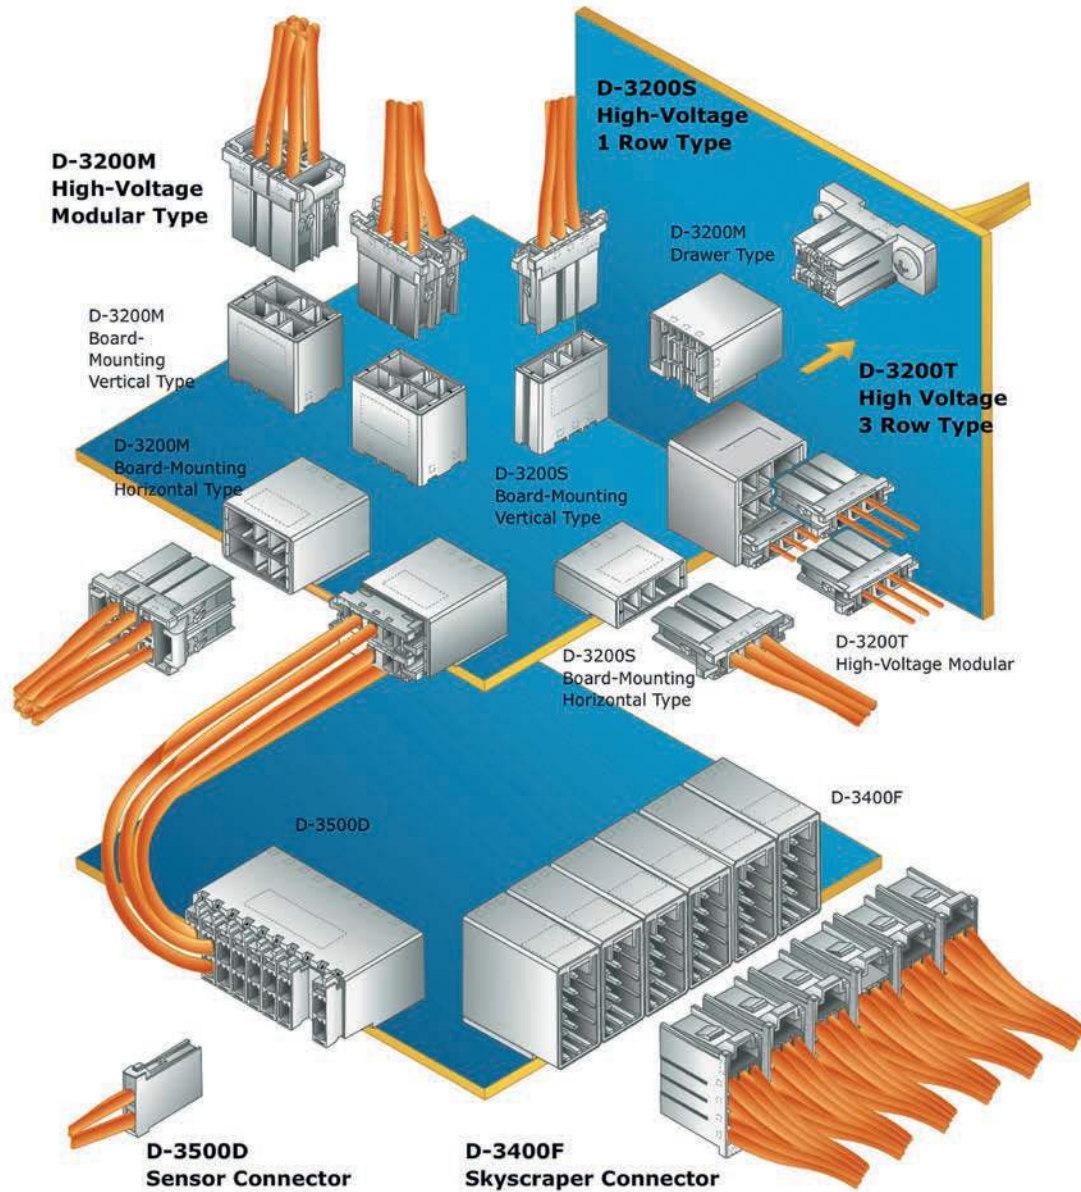 D-3200S
High-Voltage
1 Row Type
D-3200M
High-Voltage
Modular Type
D-3200M
Drawer Type
D-3200M
Board-
Mounting
Vertical Type
D-3200T
High Voltage
3 Row Type
D-3200M
Board-Mounting
Horizontal Type
D-3200S
Board-Mounting
Vertical Type
D-3200T
High-Voltage Modular
D-3200S
Board-Mounting
Horizontal Type
D-3400F
D-3500D
D-3500D
Sensor Connector
D-3400F
Skyscraper Connector